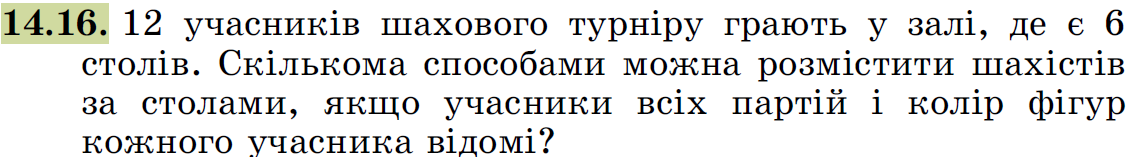 14.16. 12 учасників шахового турніру грають у залі, де є 6
столів. Скількома способами можна розмістити шахістів
за столами, якщо учасники всіх партій і колір фігур
кожного учасника відомі?